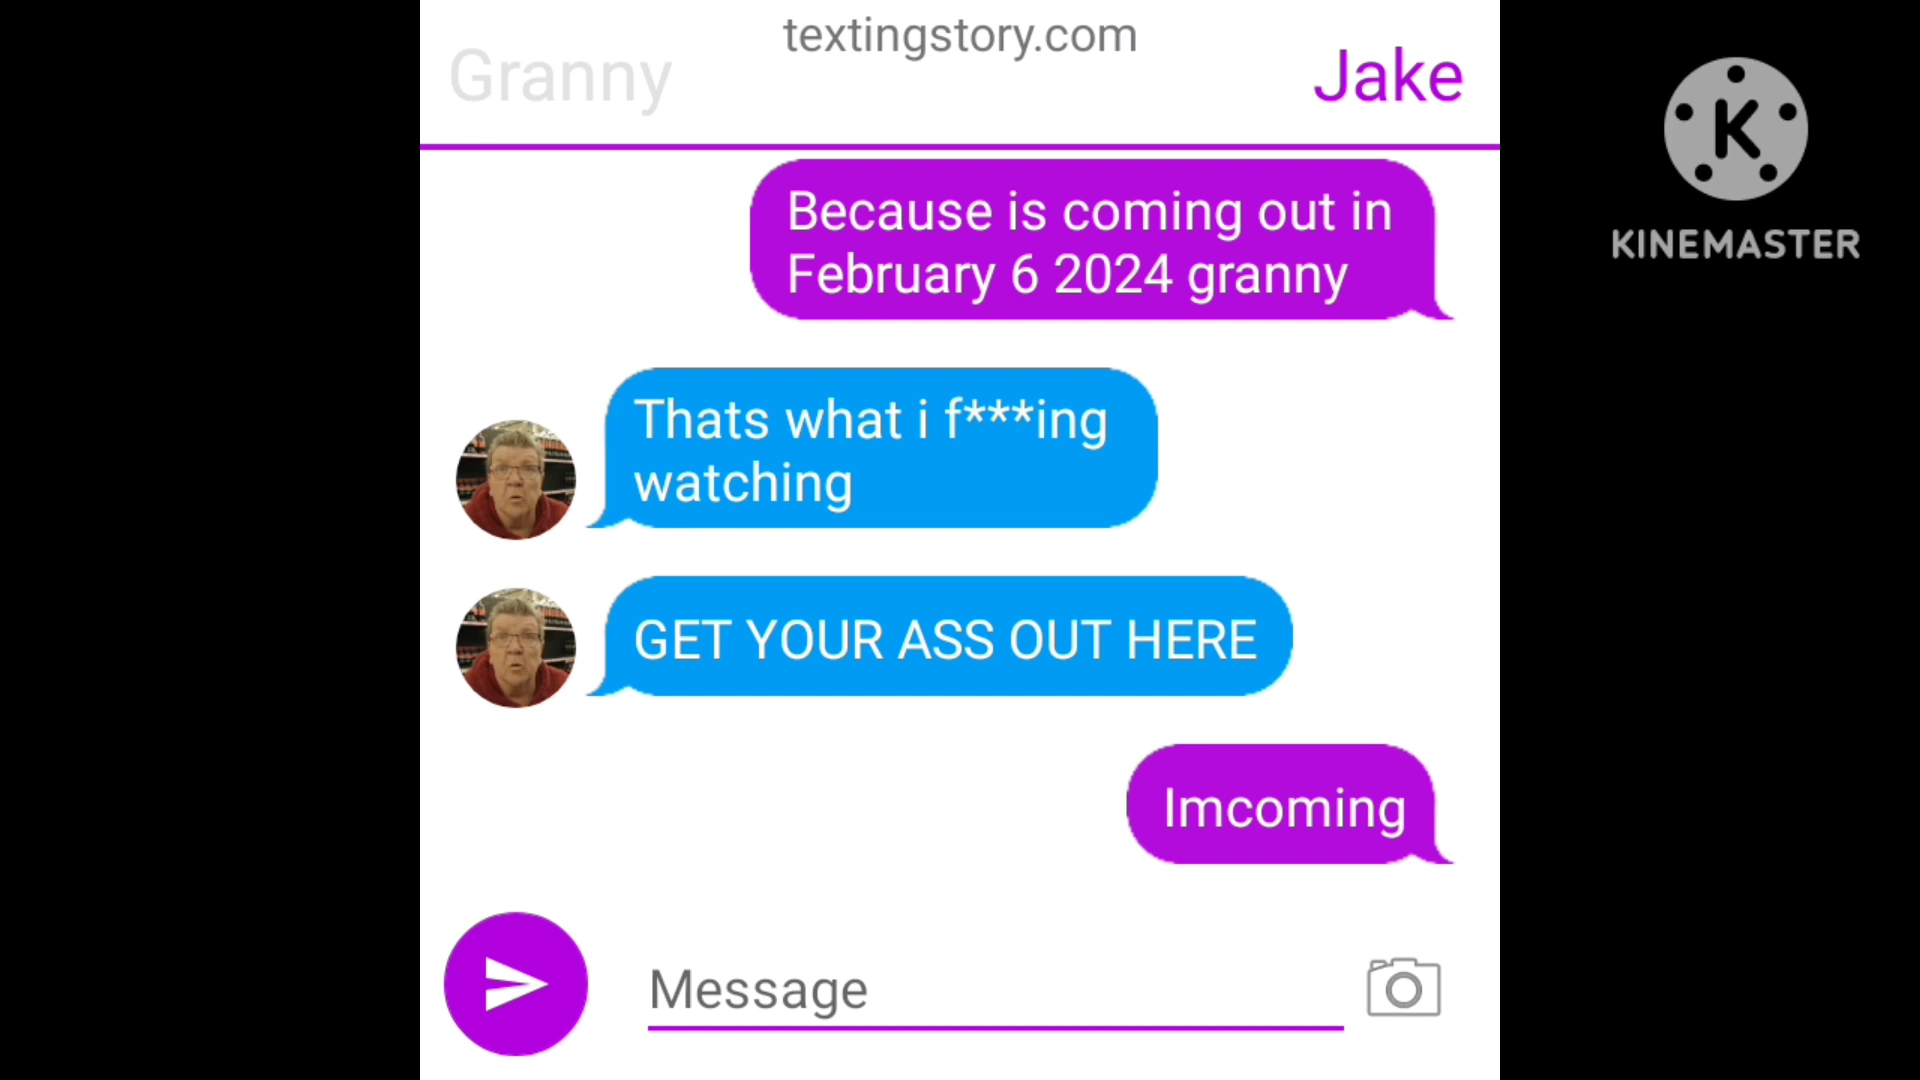 textingstory.com
Granny
Jake
K
KINEMASTER
Because is coming out in
February 6 2024 granny
Thats what i f***ing
watching
GET YOUR ASS OUT HERE
Imcoming
Message